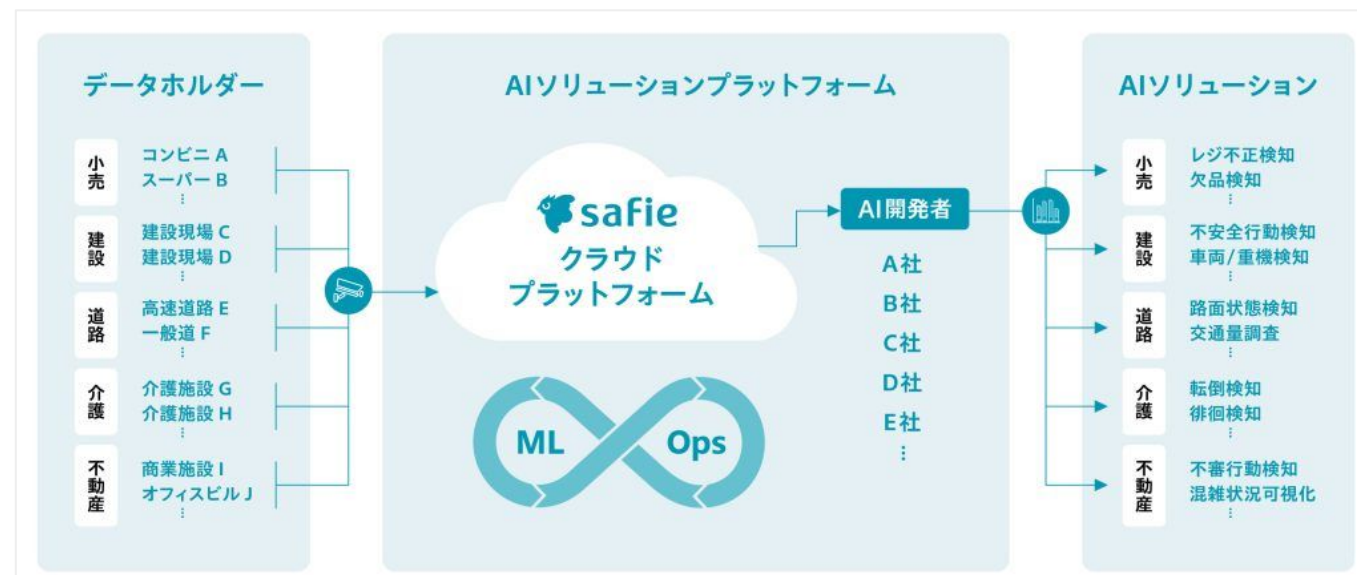 データホルダー
小売
コンビニ A
スーパー B
⋮
建設
建設現場 C
建設現場 D
⋮
道路
高速道路 E
一般道 F
⋮
介護
介護施設 G
介護施設 H
⋮
不動産
商業施設 I
オフィスビル J
⋮
AIソリューションプラットフォーム
safie
クラウド
プラットフォーム
ML
Ops
AI開発者
A社
B社
C社
D社
E社
⋮
AIソリューション
小売
レジ不正検知
欠品検知
⋮
建設
不安全行動検知
車両/重機検知
⋮
道路
路面状態検知
交通量調査
⋮
介護
転倒検知
徘徊検知
⋮
不動産
不審行動検知
混雑状況可視化
⋮